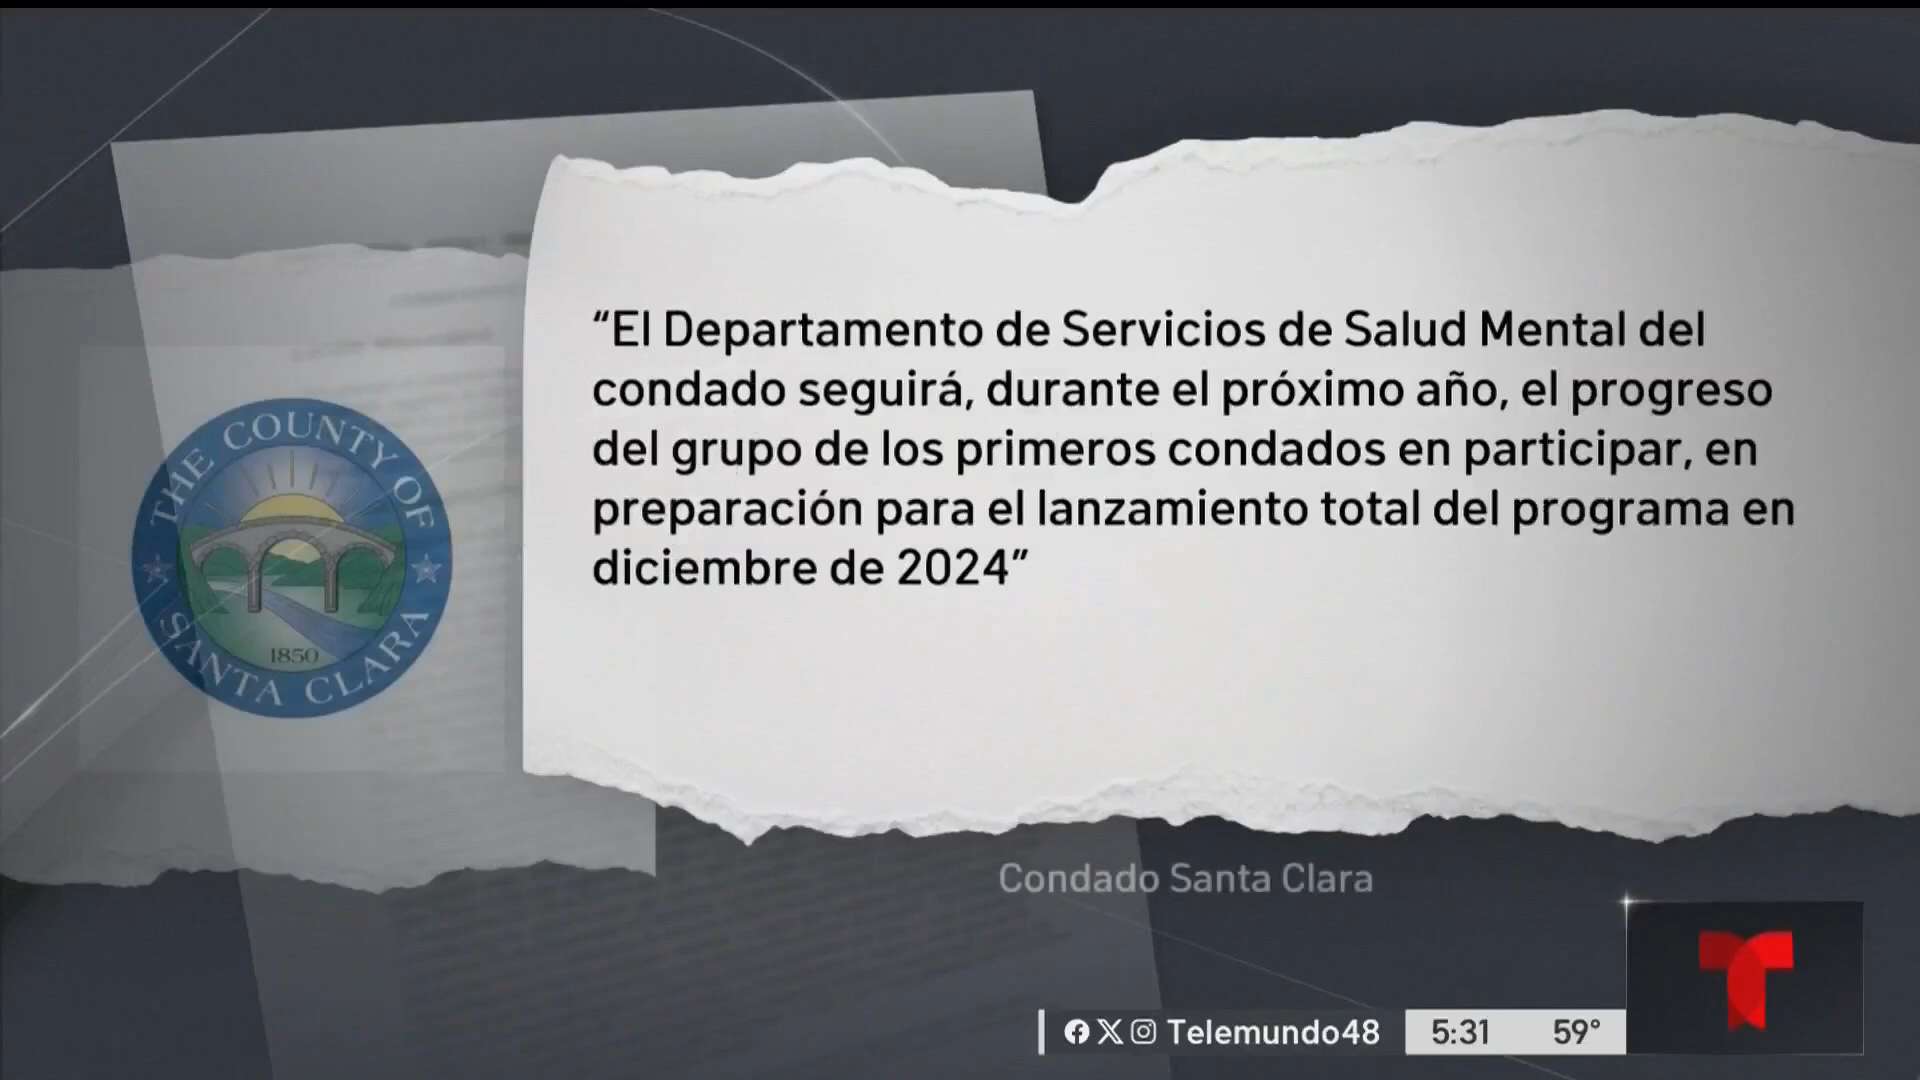 “El Departamento de Servicios de Salud Mental del
condado seguirá, durante el próximo año, el progreso
del grupo de los primeros condados en participar, en
preparación para el lanzamiento total del programa en
diciembre de 2024”
THE COUNTY OF
SANTA CLARA
1850
Condado Santa Clara
Telemundo48
5:31 59°